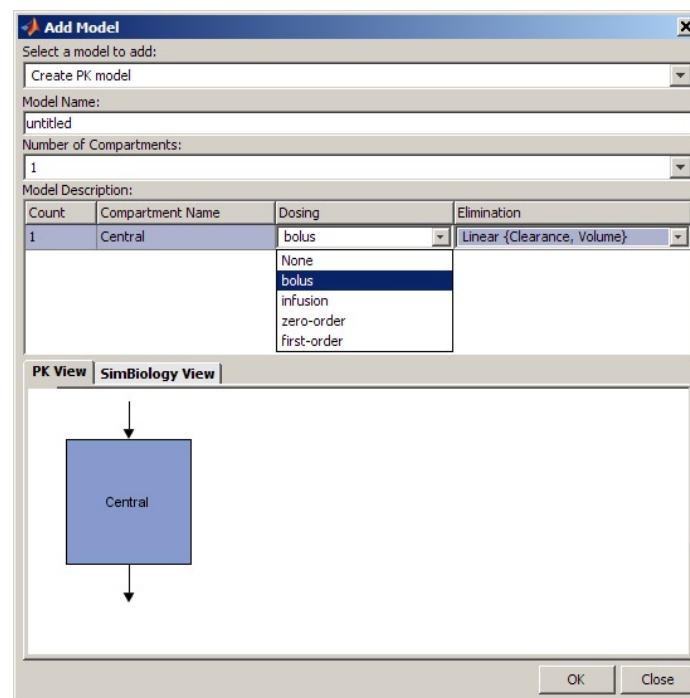 Add Model
Select a model to add:
Create PK model
Model Name:
untitled
Number of Compartments:
1
Model Description:
Count Compartment Name Dosing Elimination
1 Central bolus Linear {Clearance, Volume}
None
bolus
infusion
zero-order
first-order
PK View SimBiology View
Central
OK Close